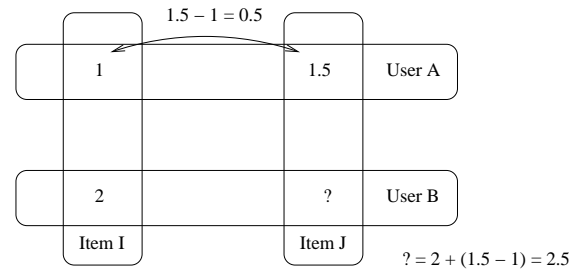 1.5 − 1 = 0.5
1 1.5 User A
2 ? User B
Item I Item J
? = 2 + (1.5 − 1) = 2.5